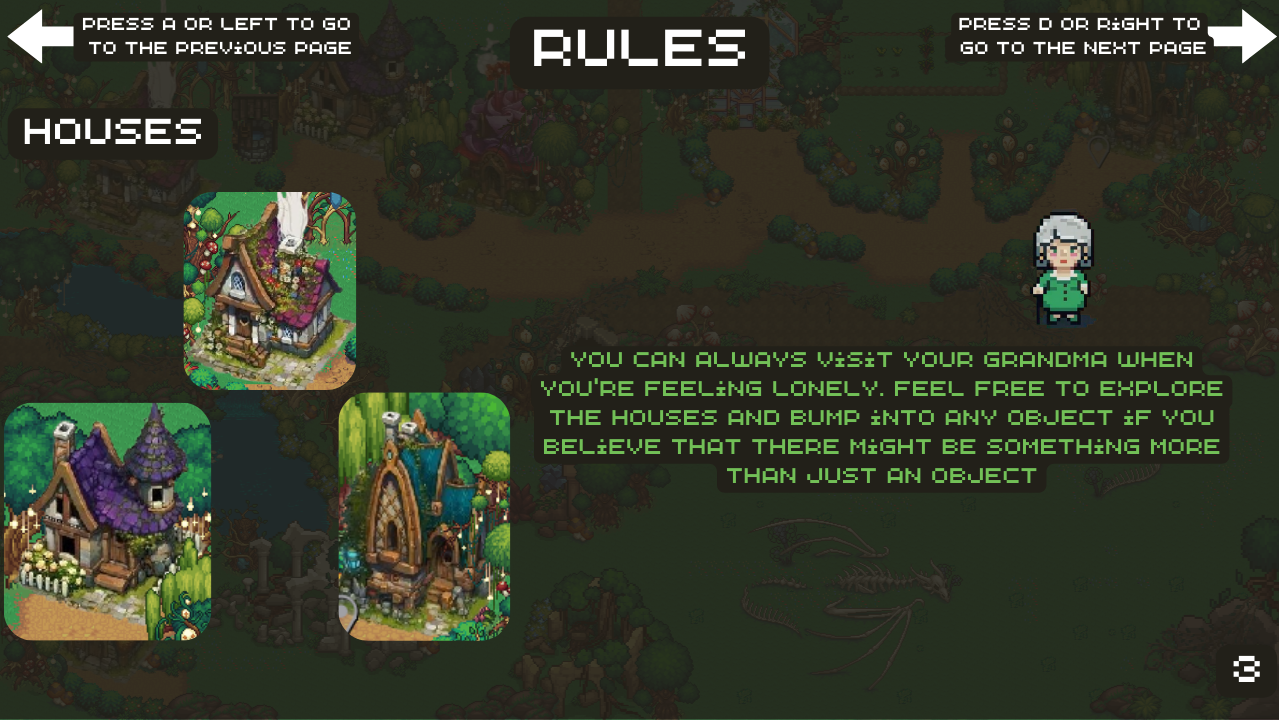 PRESS A OR LEFT TO GO
TO THE PREViOUS PAGE
RULES
PRESS D OR RiGHT TO
GO TO THE NEXT PAGE
HOUSES
YOU CAN ALWAYS ViSiT YOUR GRANDMA WHEN
YOU'RE FEELiNG LONELY. FEEL FREE TO EXPLORE
THE HOUSES AND BUMP iNTO ANY OBJECT iF YOU
BELiEVE THAT THERE MiGHT BE SOMETHiNG MORE
THAN JUST AN OBJECT
3